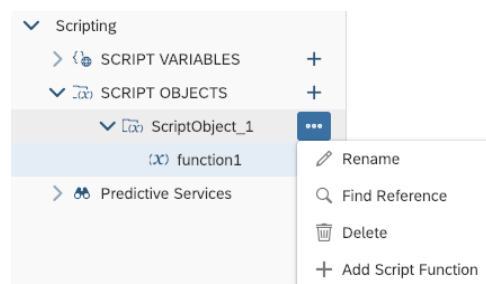 Scripting
SCRIPT VARIABLES
SCRIPT OBJECTS
ScriptObject_1
(x) function1
Rename
Predictive Services
Find Reference
Delete
Add Script Function